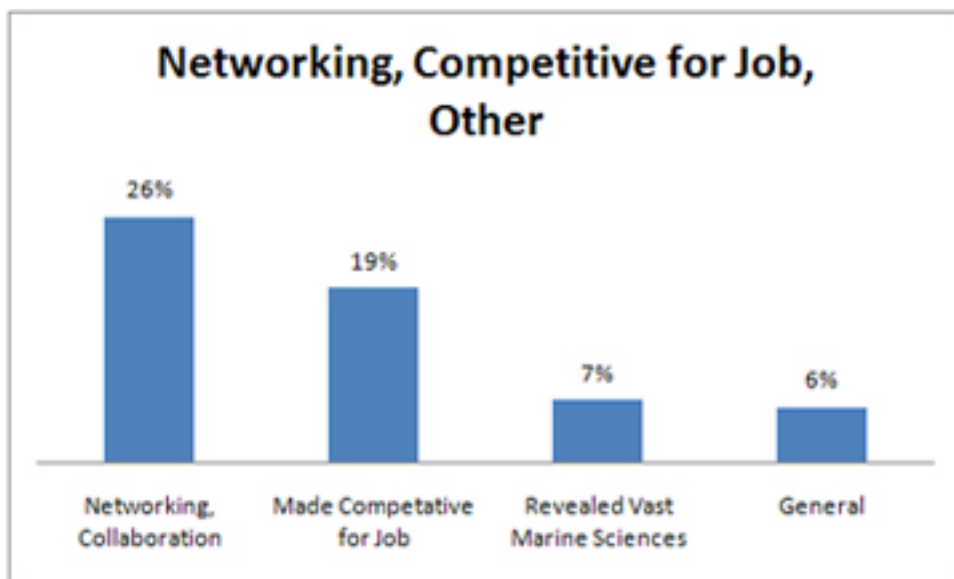 Networking, Competitive for Job,
Other
26%
19%
7%
6%
Networking,
Collaboration
Made Competative
for Job
Revealed Vast
Marine Sciences
General